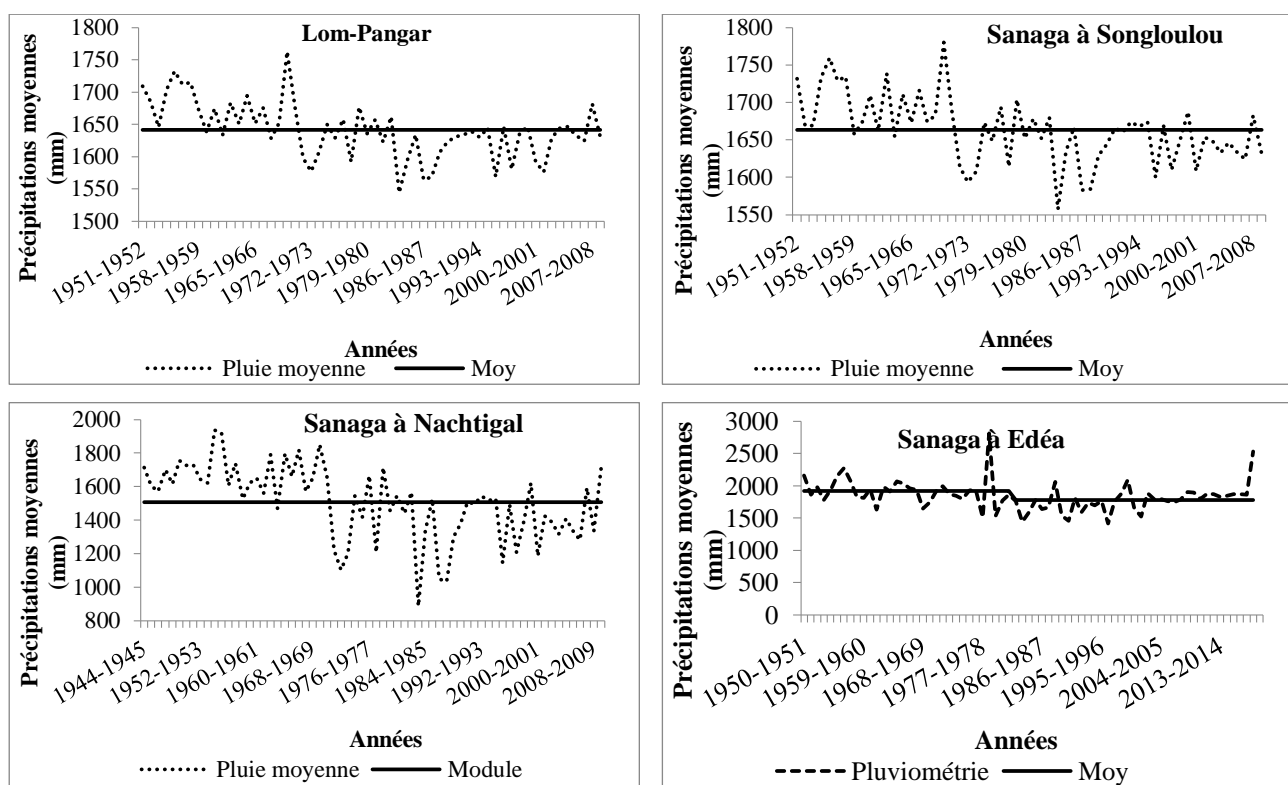 Lom-Pangar
Précipitations moyennes
(mm)
1800
1750
1700
1650
1600
1550
1500
1951-1952
1958-1959
1965-1966
1972-1973
1979-1980
1986-1987
1993-1994
2000-2001
2007-2008
Années
Pluie moyenne
Moy
Sanaga à Songloulou
Précipitations moyennes
(mm)
1800
1750
1700
1650
1600
1550
1951-1952
1958-1959
1965-1966
1972-1973
1979-1980
1986-1987
1993-1994
2000-2001
2007-2008
Années
Pluie moyenne
Moy
Sanaga à Nachtigal
Précipitations moyennes
(mm)
2000
1800
1600
1400
1200
1000
800
1944-1945
1952-1953
1960-1961
1968-1969
1976-1977
1984-1985
1992-1993
2000-2001
2008-2009
Années
Pluie moyenne
Module
Sanaga à Edéa
Précipitations moyennes
(mm)
3000
2500
2000
1500
1000
500
0
1950-1951
1959-1960
1968-1969
1977-1978
1986-1987
1995-1996
2004-2005
2013-2014
Années
Pluviométrie
Moy